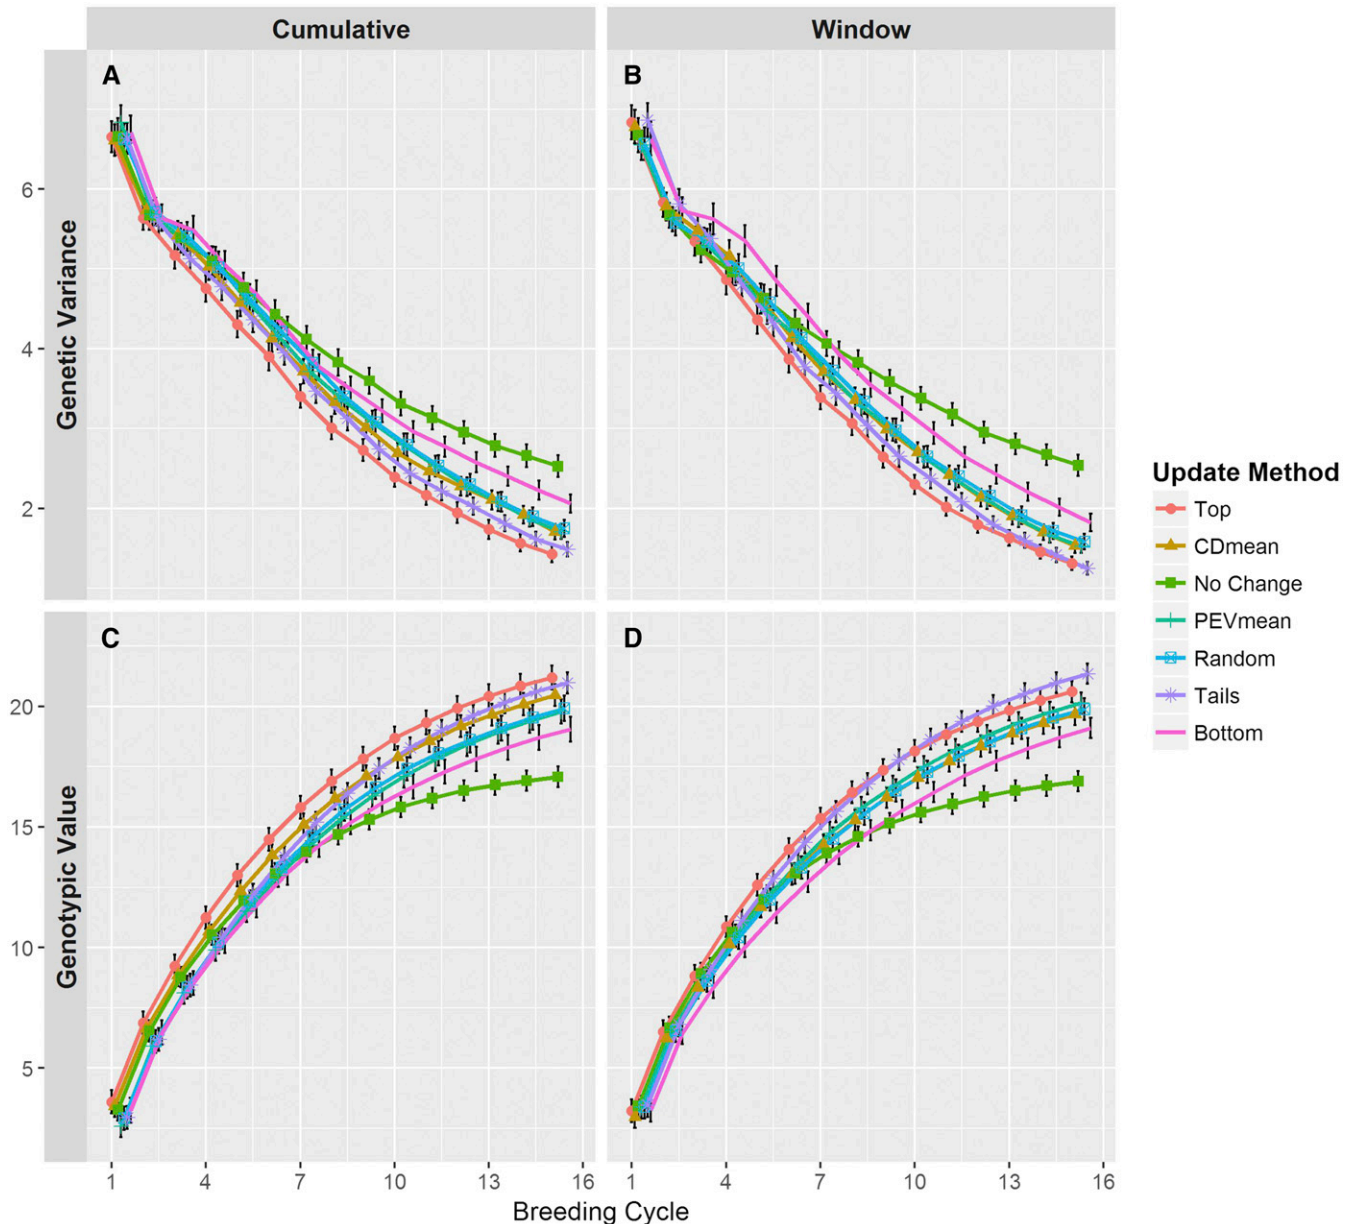 Cumulative
Window
A
B
6
4
2
Genetic Variance
C
D
20
15
10
5
Genotypic Value
1 4 7 10 13 16
1 4 7 10 13 16
Breeding Cycle
Update Method
Top
CDmean
No Change
PEVmean
Random
Tails
Bottom